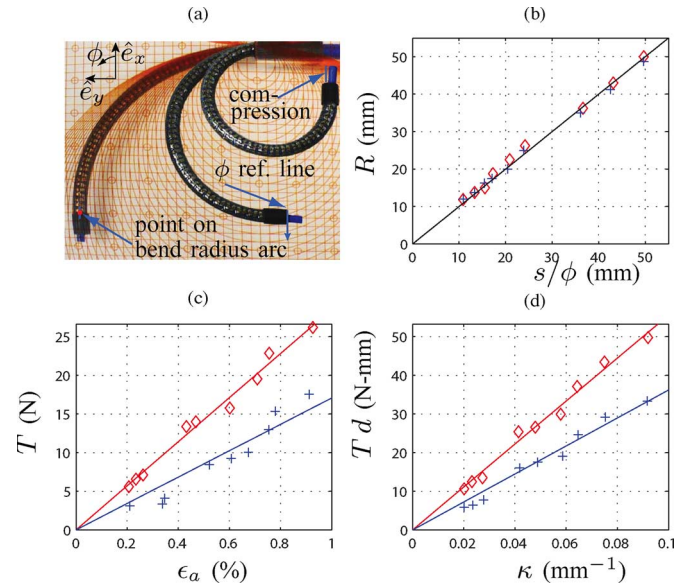 (a)
(b)
ϕ
ê_x
ê_y
com-
pression
ϕ ref. line
point on
bend radius arc
R (mm)
50
40
30
20
10
0
0 10 20 30 40 50
s/ϕ (mm)
(c)
(d)
T (N)
25
20
15
10
5
0
0 0.2 0.4 0.6 0.8 1
ϵ_a (%)
T d (N-mm)
50
40
30
20
10
0
0 0.02 0.04 0.06 0.08 0.1
κ (mm⁻¹)